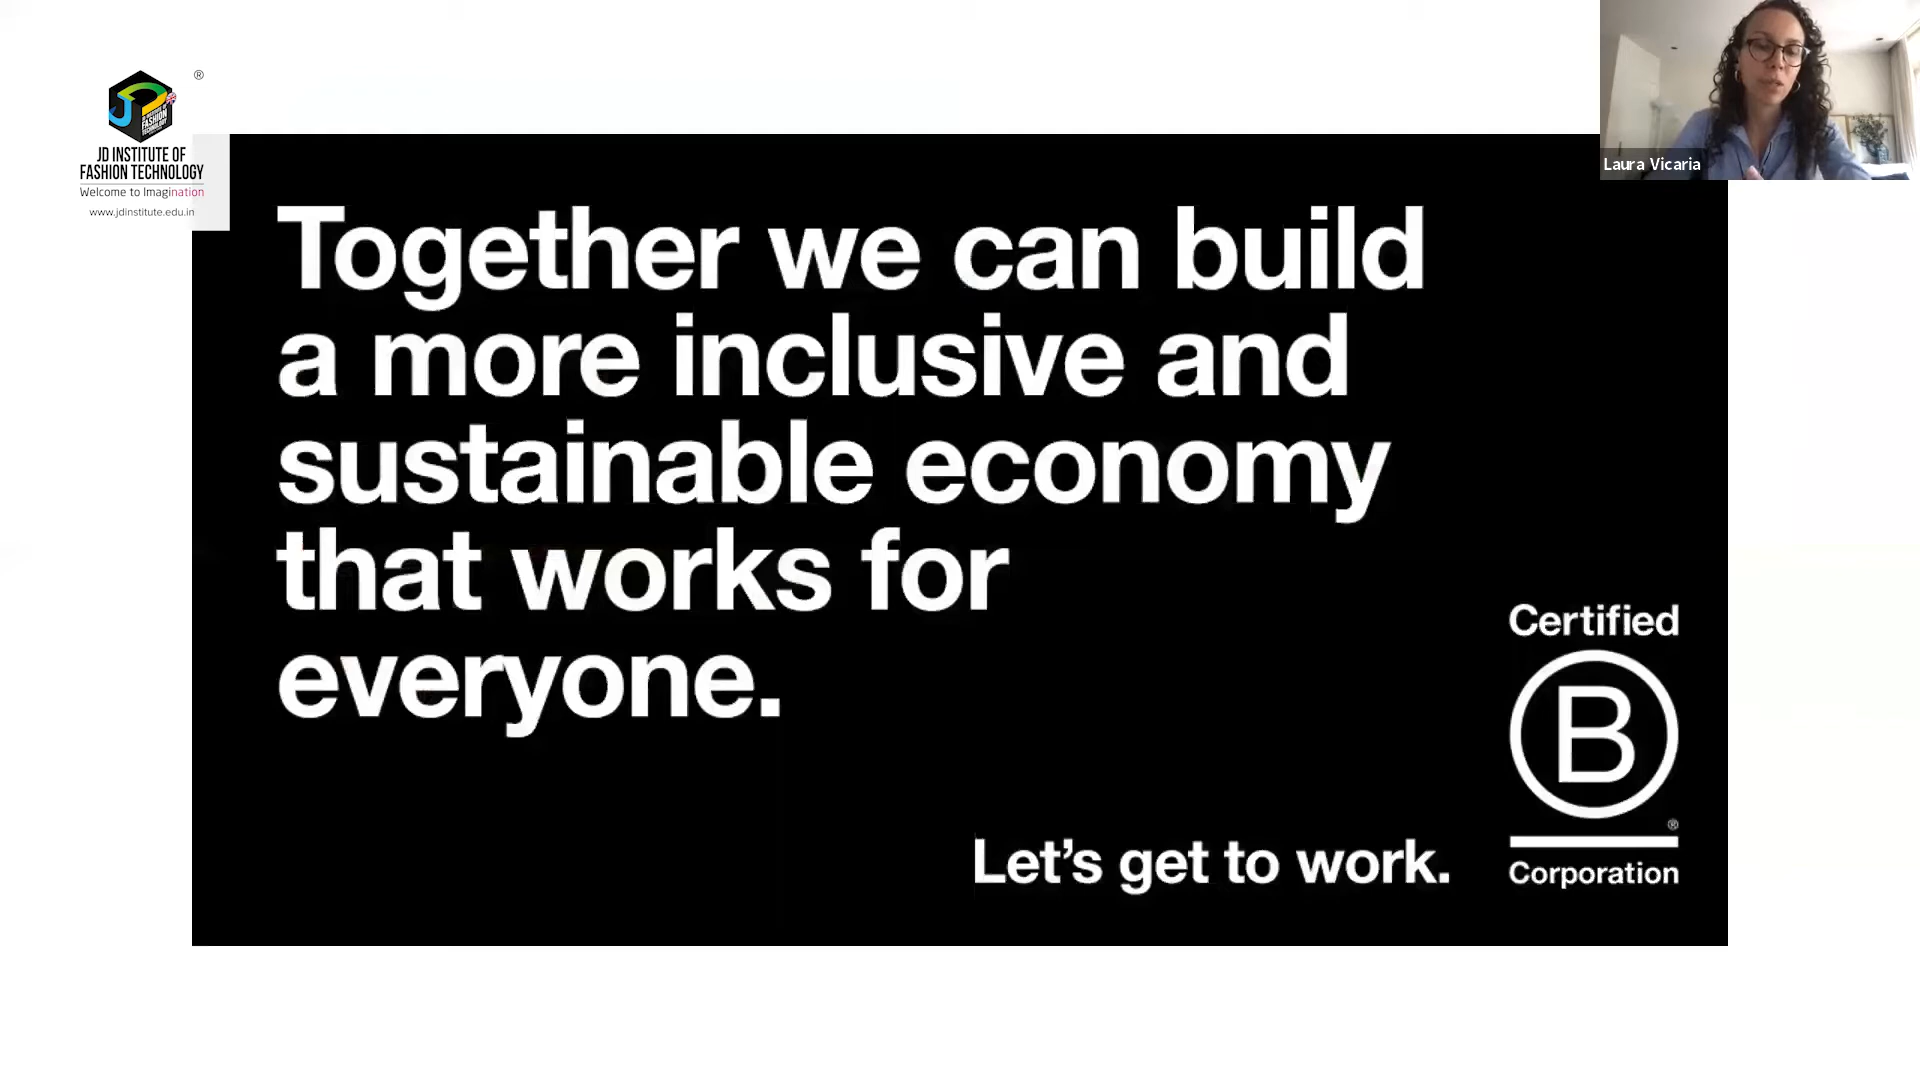 ®
FASHION
JD INSTITUTE OF
FASHION TECHNOLOGY
Welcome to Imagination
www.jdinstitute.edu.in
Laura Vicaria
Together we can build
a more inclusive and
sustainable economy
that works for
everyone.
Let's get to work.
Certified
B
®
Corporation